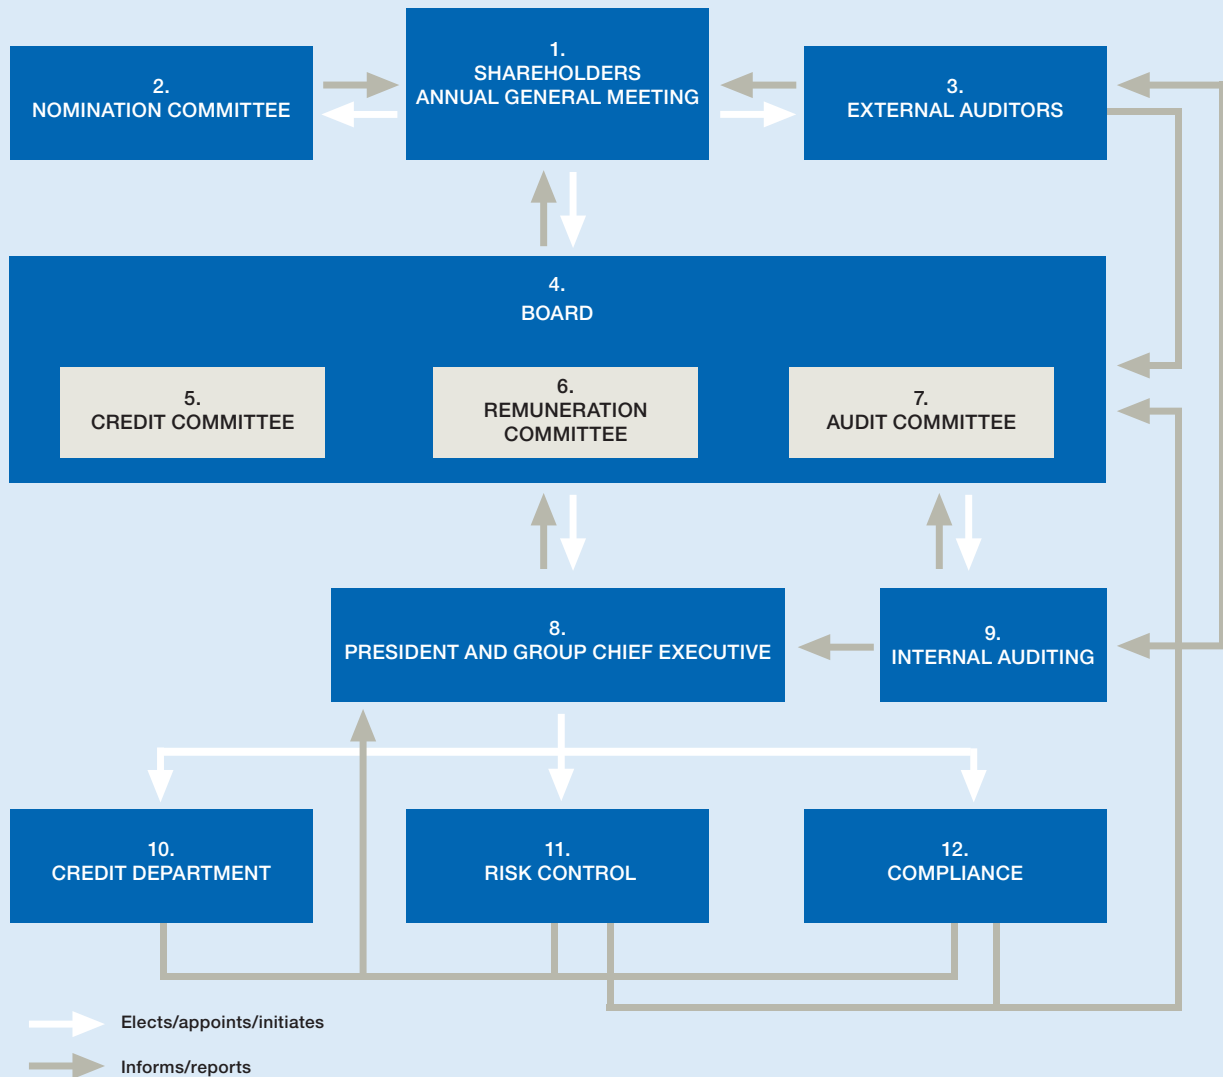 1.
SHAREHOLDERS
ANNUAL GENERAL MEETING
2.
NOMINATION COMMITTEE
3.
EXTERNAL AUDITORS
4.
BOARD
5.
CREDIT COMMITTEE
6.
REMUNERATION
COMMITTEE
7.
AUDIT COMMITTEE
8.
PRESIDENT AND GROUP CHIEF EXECUTIVE
9.
INTERNAL AUDITING
10.
CREDIT DEPARTMENT
11.
RISK CONTROL
12.
COMPLIANCE
Elects/appoints/initiates
Informs/reports